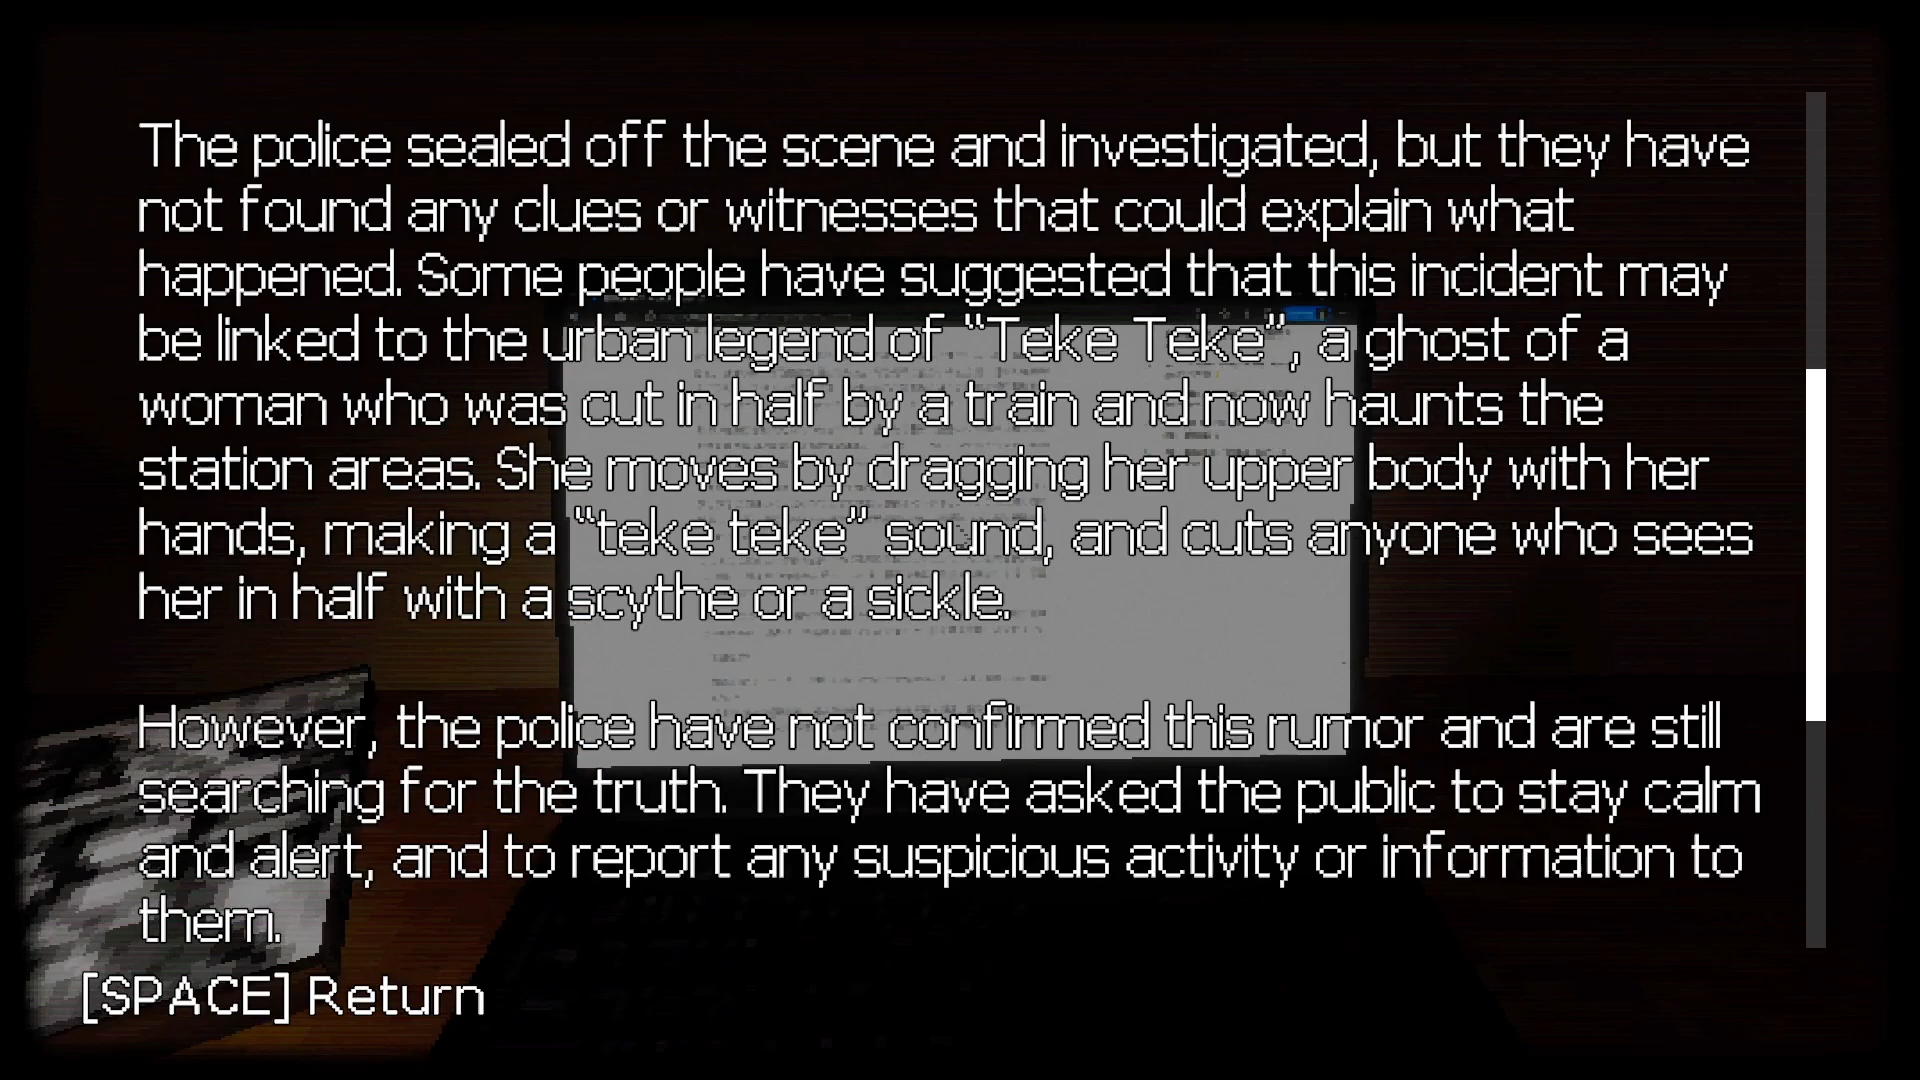 The police sealed off the scene and investigated, but they have
not found any clues or witnesses that could explain what
happened. Some people have suggested that this incident may
be linked to the urban legend of “Teke Teke”, a ghost of a
woman who was cut in half by a train and now haunts the
station areas. She moves by dragging her upper body with her
hands, making a “teke teke” sound, and cuts anyone who sees
her in half with a scythe or a sickle.
However, the police have not confirmed this rumor and are still
searching for the truth. They have asked the public to stay calm
and alert, and to report any suspicious activity or information to
them.
[SPACE] Return